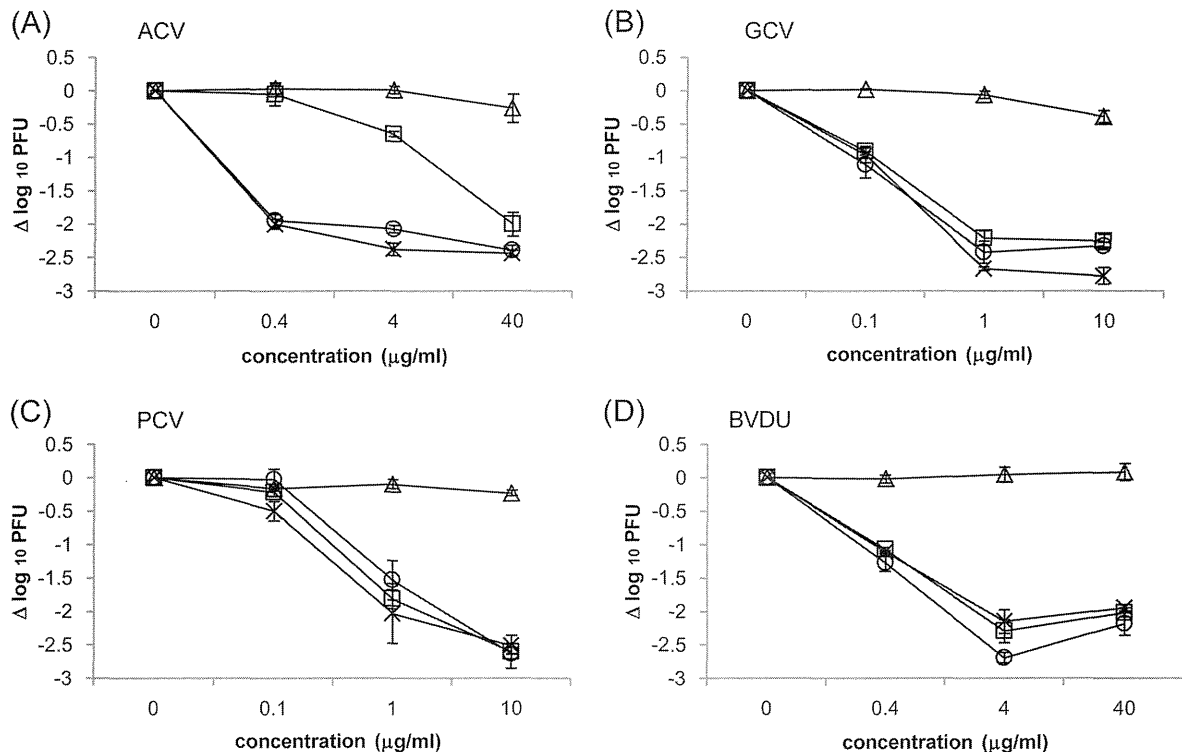 (A)
ACV
Δ log 10 PFU
0.5
0
-0.5
-1
-1.5
-2
-2.5
-3
0 0.4 4 40
concentration (μg/ml)
(B)
GCV
Δ log 10 PFU
0.5
0
-0.5
-1
-1.5
-2
-2.5
-3
0 0.1 1 10
concentration (μg/ml)
(C)
PCV
Δ log 10 PFU
0.5
0
-0.5
-1
-1.5
-2
-2.5
-3
0 0.1 1 10
concentration (μg/ml)
(D)
BVDU
Δ log 10 PFU
0.5
0
-0.5
-1
-1.5
-2
-2.5
-3
0 0.4 4 40
concentration (μg/ml)